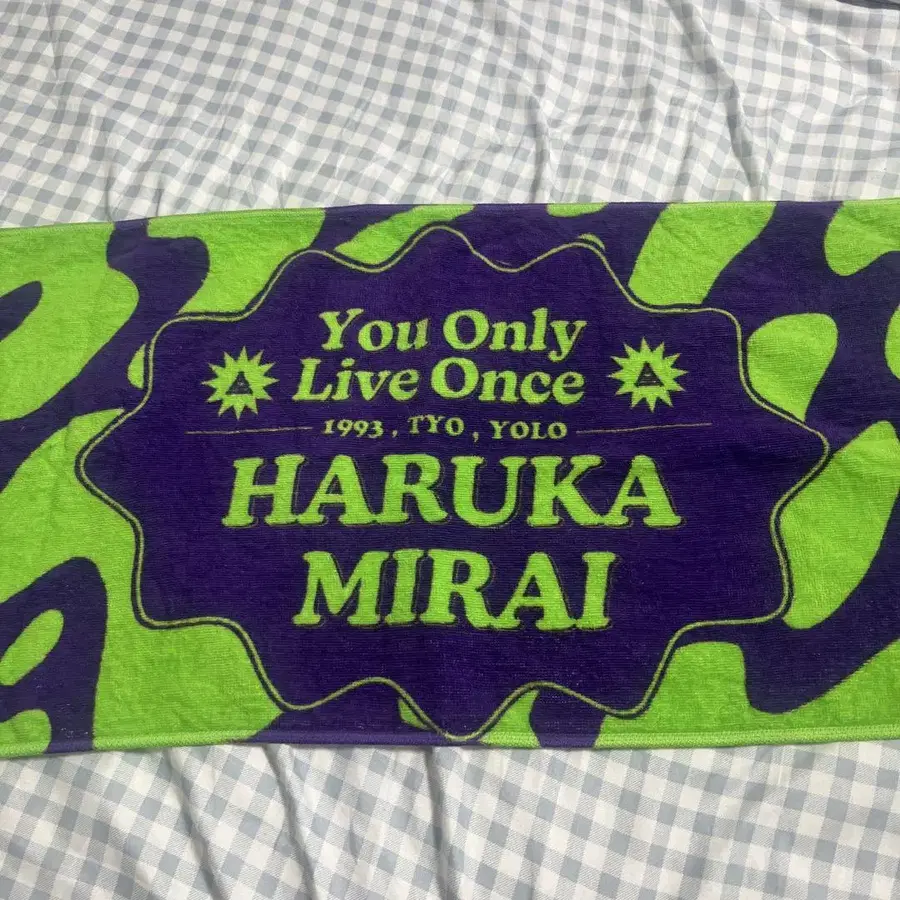 You Only
Live Once
1993 , TYO , YOLO
HARUKA
MIRAI